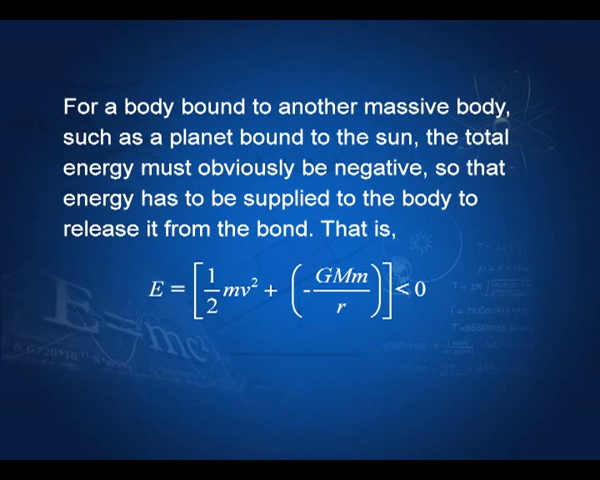 For a body bound to another massive body,
such as a planet bound to the sun, the total
energy must obviously be negative, so that
energy has to be supplied to the body to
release it from the bond. That is,
E = [1/2 mv² + (-GMm/r)] < 0
E=mc²